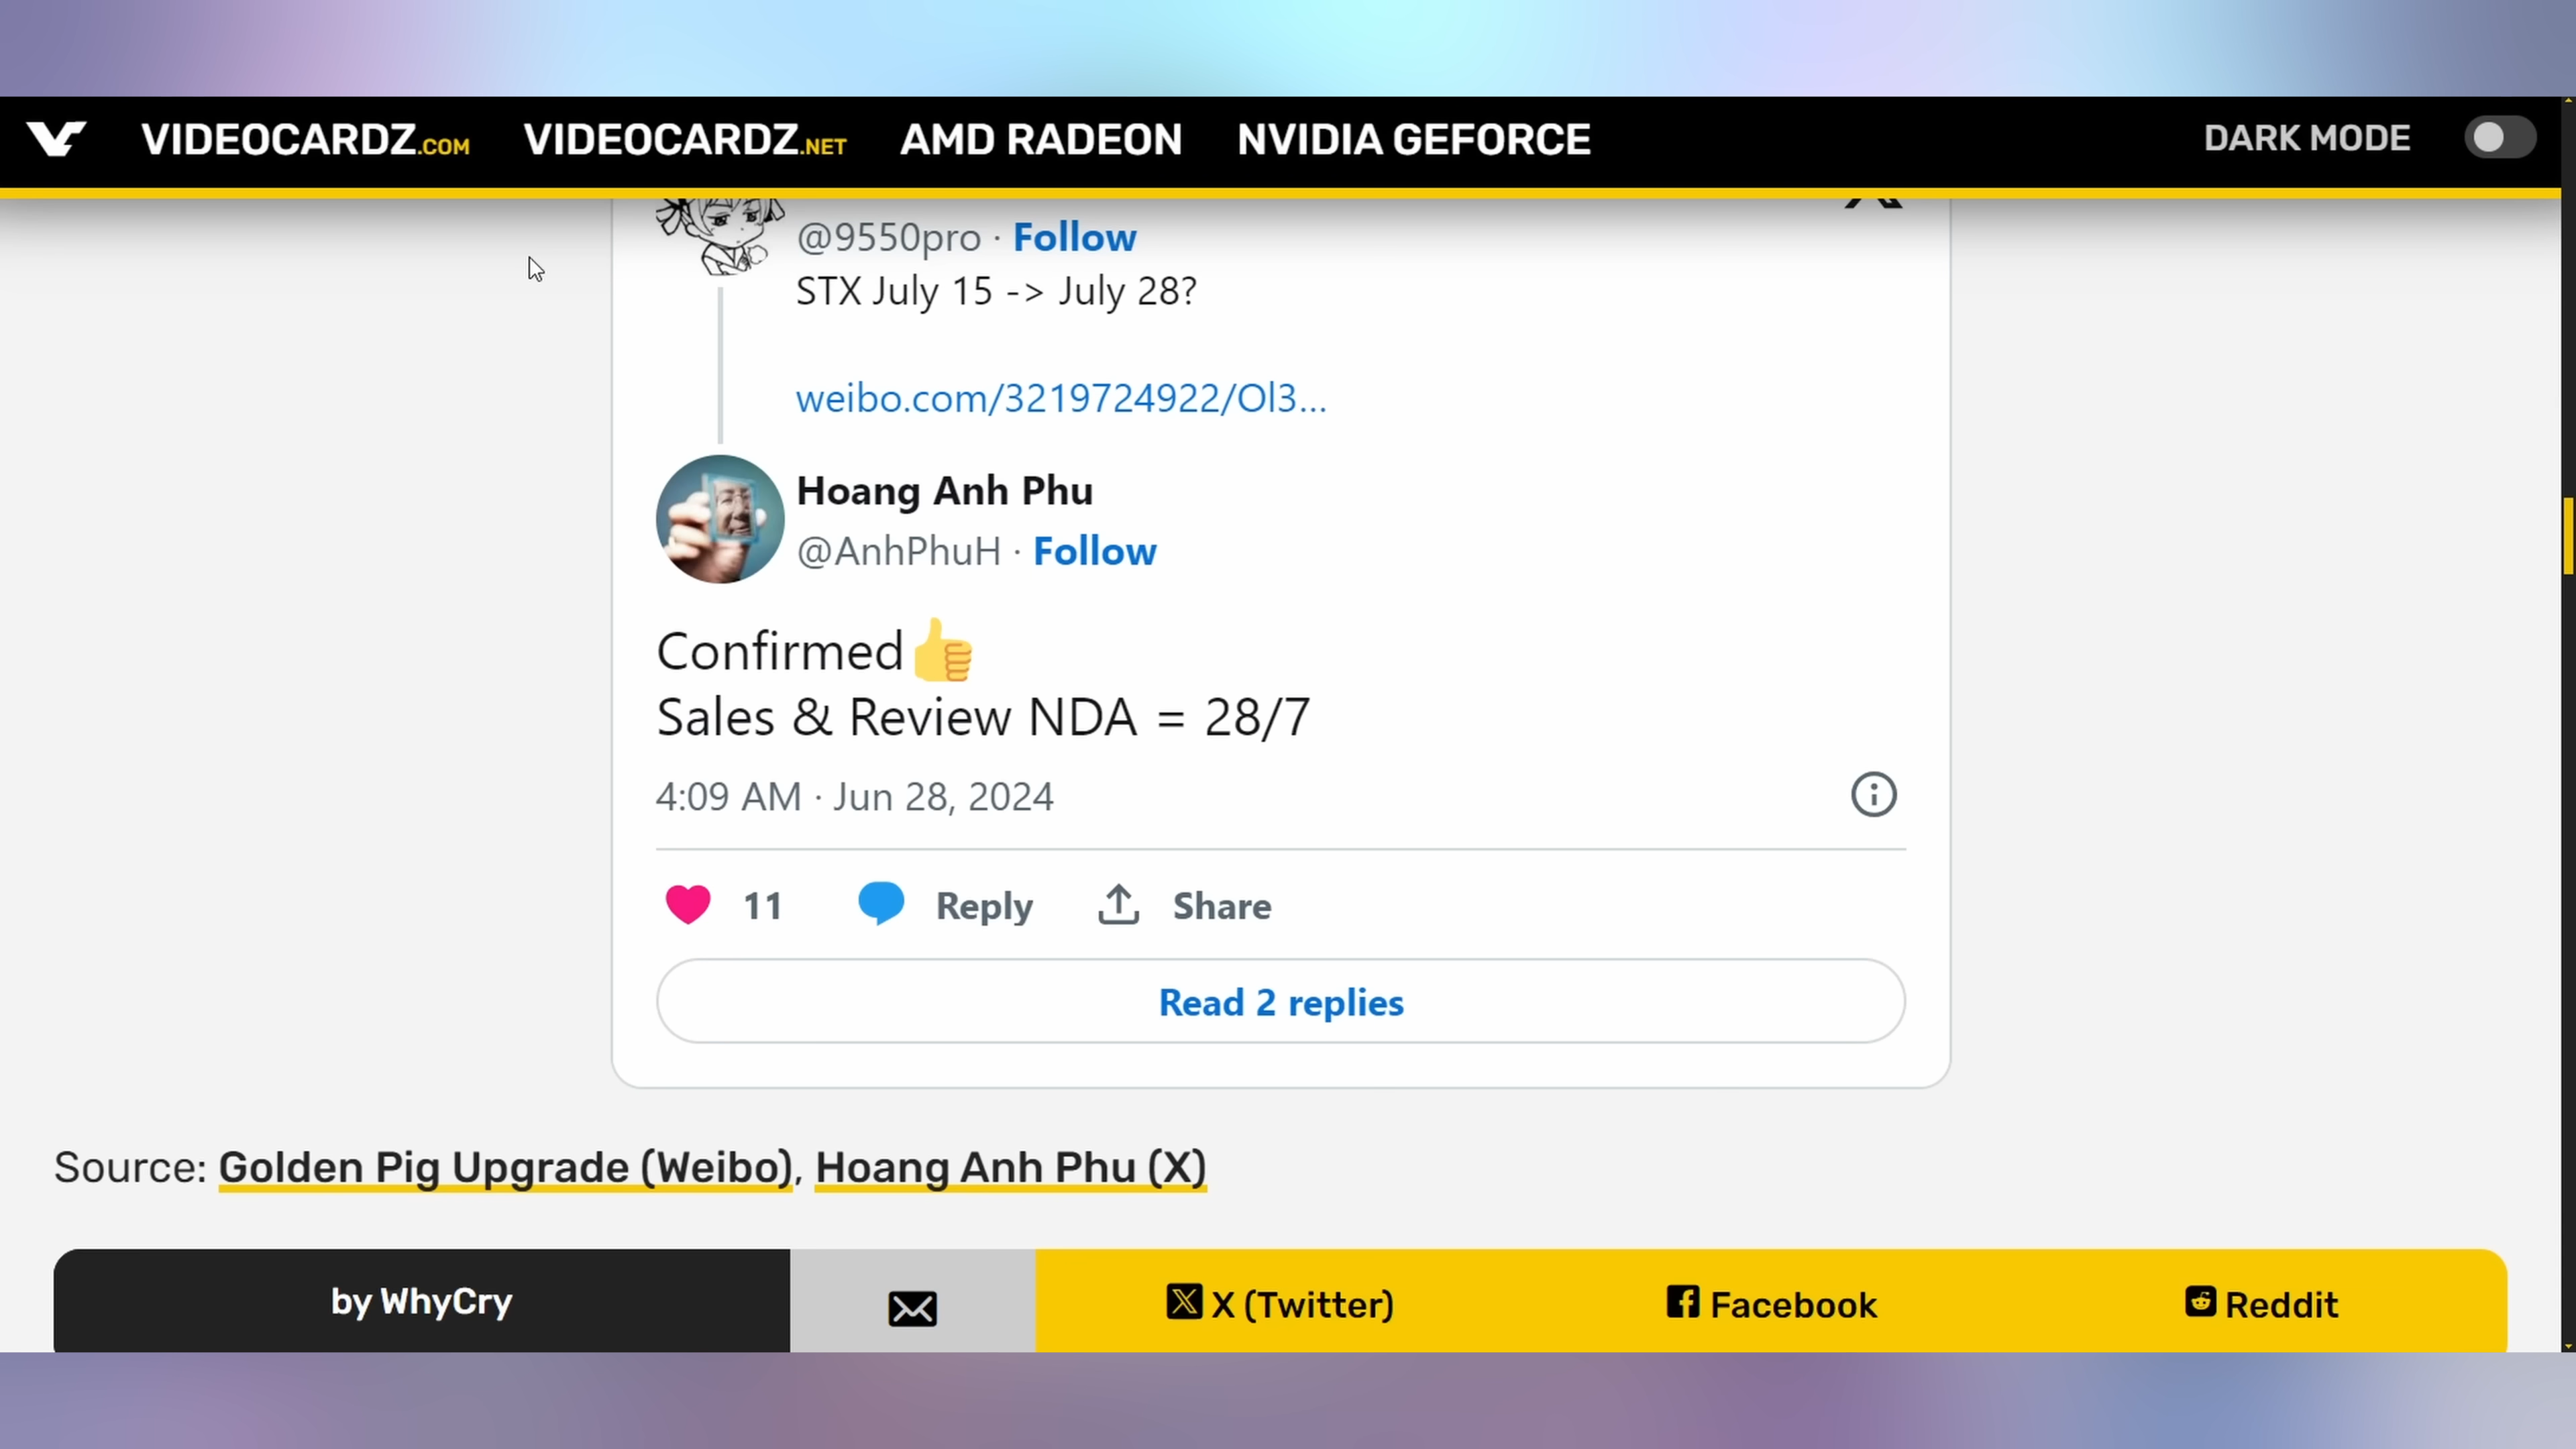 VIDEOCARDZ.COM VIDEOCARDZ.NET AMD RADEON NVIDIA GEFORCE DARK MODE
@9550pro · Follow
STX July 15 -> July 28?
weibo.com/3219724922/Ol3...
Hoang Anh Phu
@AnhPhuH · Follow
Confirmed👍
Sales & Review NDA = 28/7
4:09 AM · Jun 28, 2024
11 Reply Share
Read 2 replies
Source: Golden Pig Upgrade (Weibo), Hoang Anh Phu (X)
by WhyCry X (Twitter) Facebook Reddit